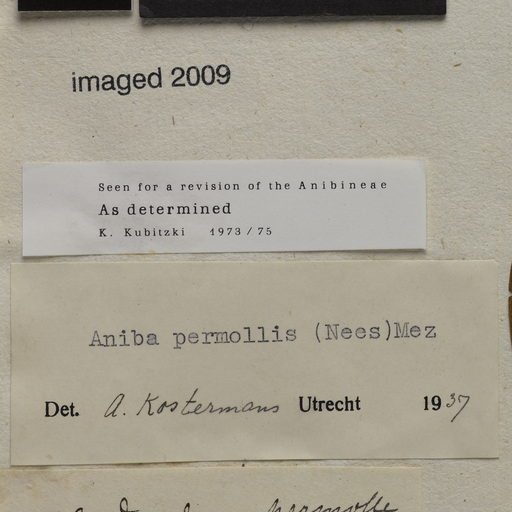 imaged 2009
Seen for a revision of the Anibineae
As determined
K. Kubitzki 1973/75
Aniba permollis (Nees)Mez
Det. A. Kostermans Utrecht 1937
permolle